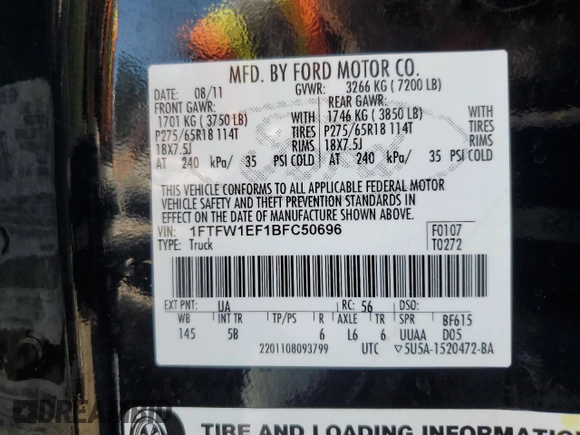 MFD. BY FORD MOTOR CO.
DATE: 08/11 GVWR: 3266 KG ( 7200 LB)
FRONT GAWR: REAR GAWR:
1701 KG ( 3750 LB) WITH 1746 KG ( 3850 LB) WITH
P275/65R18 114T TIRES P275/65R18 114T TIRES
18X7.5J RIMS 18X7.5J RIMS
AT 240 kPa/ 35 PSI COLD AT 240 kPa/ 35 PSI COLD
THIS VEHICLE CONFORMS TO ALL APPLICABLE FEDERAL MOTOR
VEHICLE SAFETY AND THEFT PREVENTION STANDARDS IN
EFFECT ON THE DATE OF MANUFACTURE SHOWN ABOVE.
VIN: 1FTFW1EF1BFC50696 F0107
TYPE: Truck T0272
EXT PNT: UA RC: 56 DSO:
WB INT TR TP/PS R AXLE TR SPR BF615
145 5B 6 L6 6 UUAA D05
2201108093799 UTC ▽5U5A-1520472-BA
TIRE AND LOADING INFORMATION